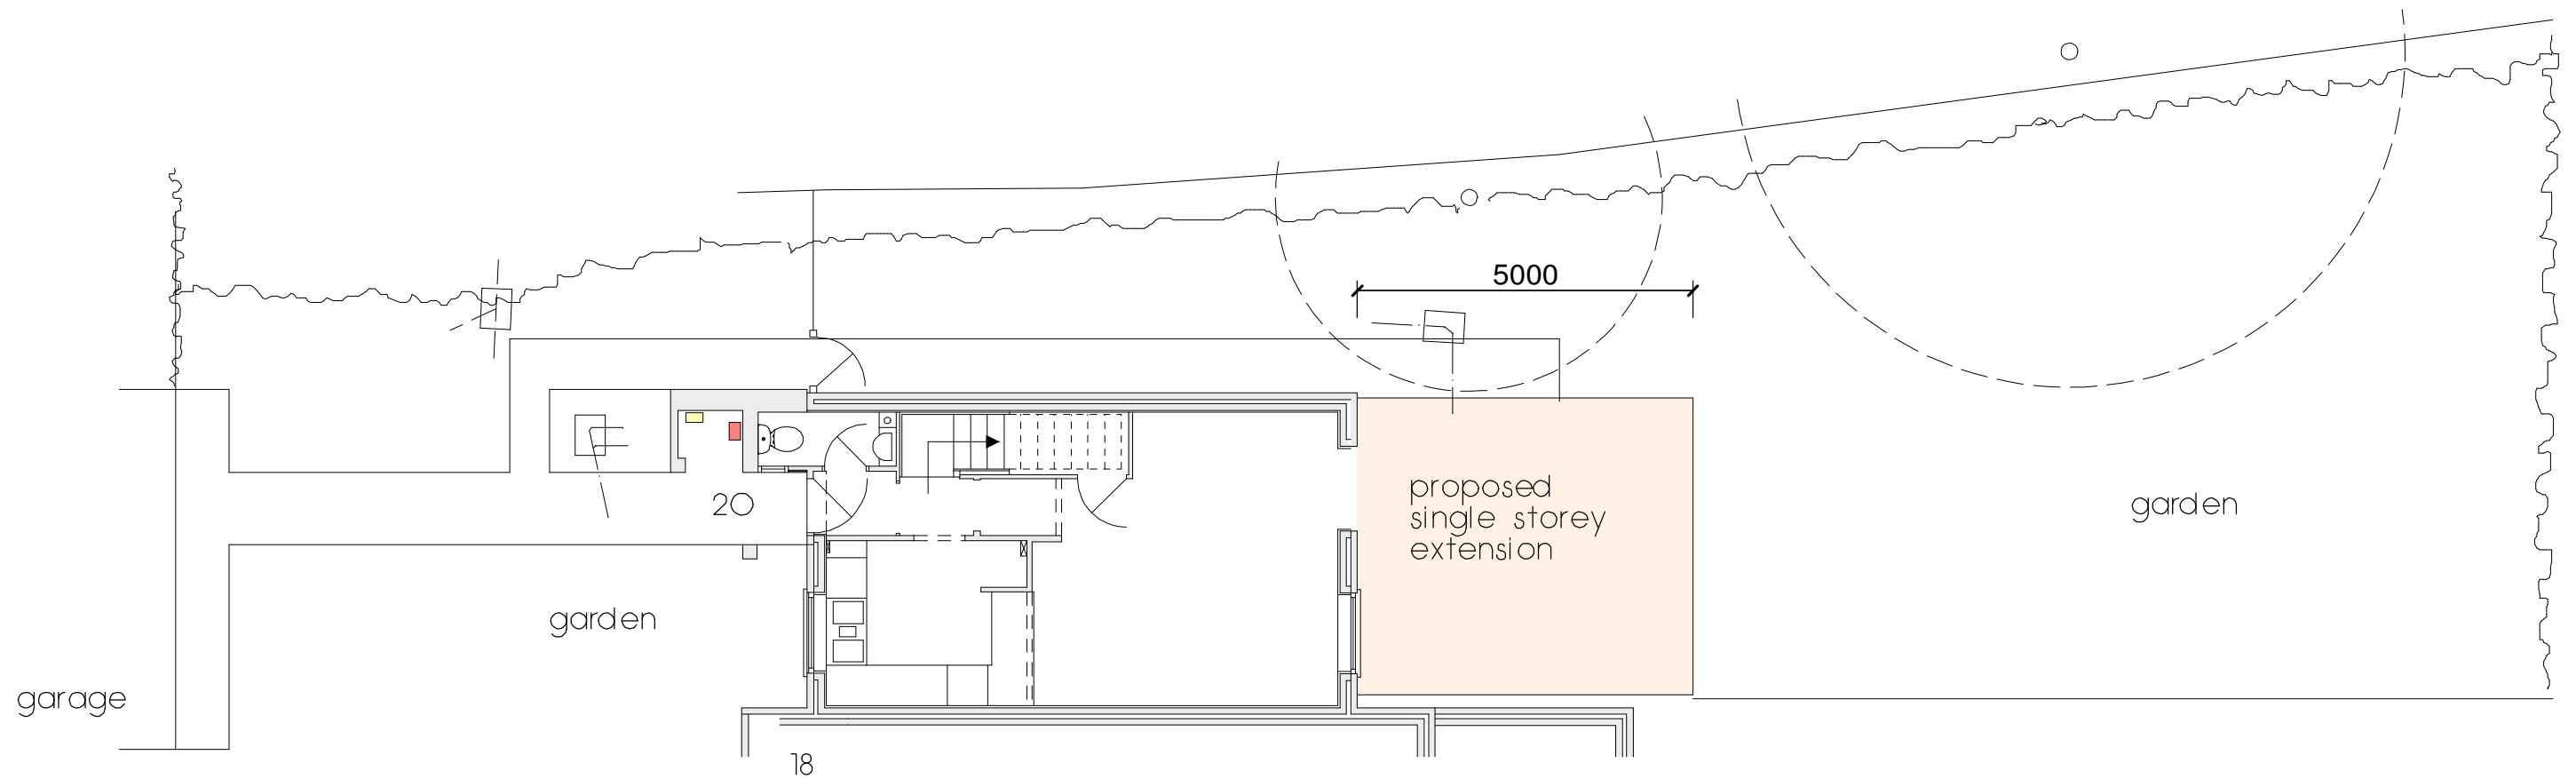 5000
20
proposed
single storey
extension
garden
garden
garage
18